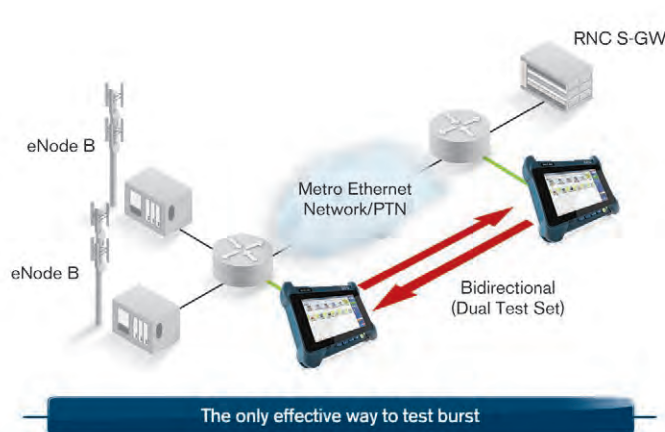 RNC S-GW
eNode B
Metro Ethernet
Network/PTN
eNode B
Bidirectional
(Dual Test Set)
The only effective way to test burst